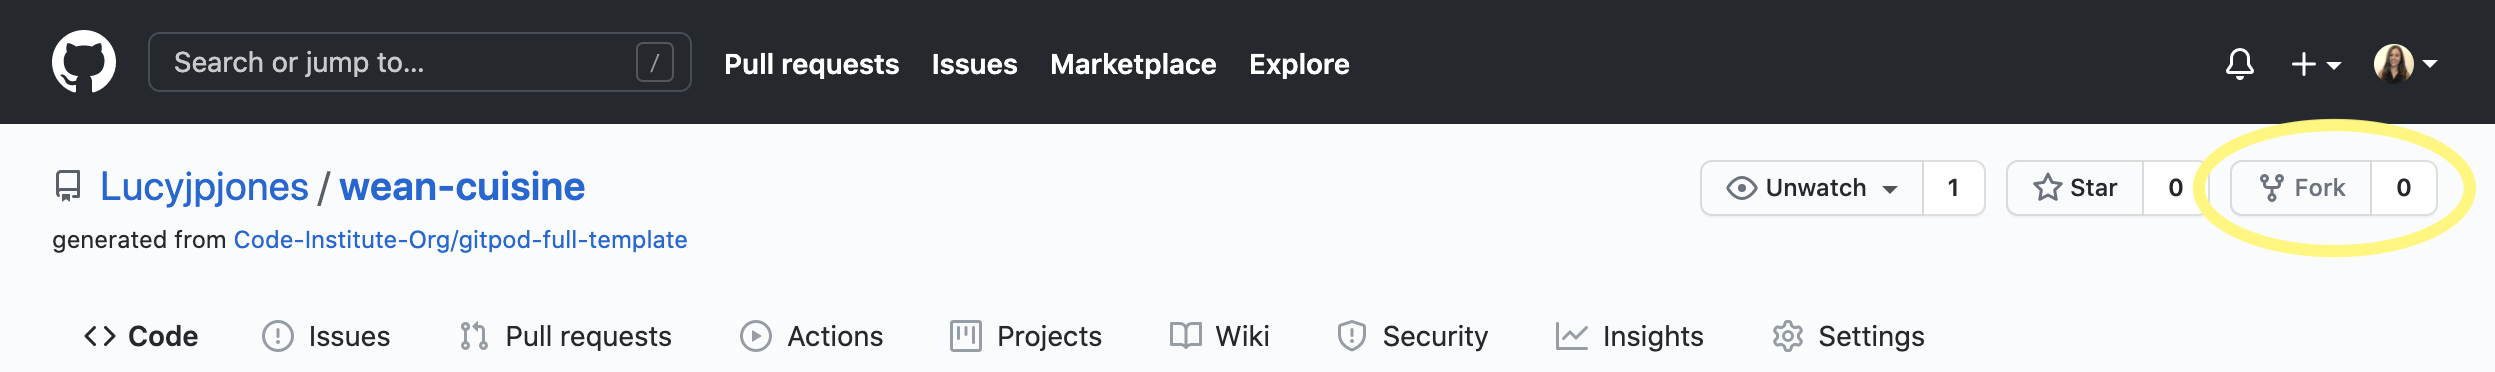 Search or jump to... /
Pull requests Issues Marketplace Explore
Lucyjpjones / wean-cuisine
Unwatch 1 Star 0 Fork 0
generated from Code-Institute-Org/gitpod-full-template
Code Issues Pull requests Actions Projects Wiki Security Insights Settings